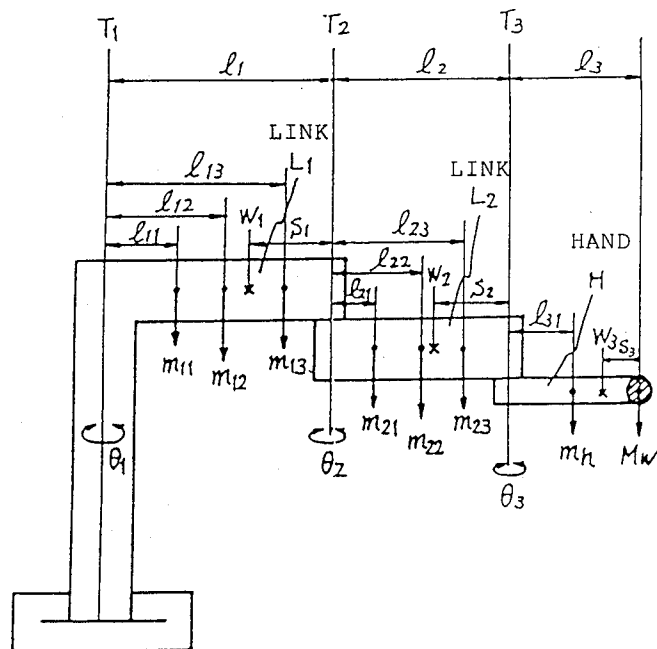 T1 T2 T3
l1 l2 l3
LINK
L1
l13
LINK
L2
l12
W1 S1 l23
HAND
H
l11
l22
W2 S2
l21
l31
W3 S3
m11 m12 m13
m21 m22 m23
mh Mw
θ1 θ2 θ3